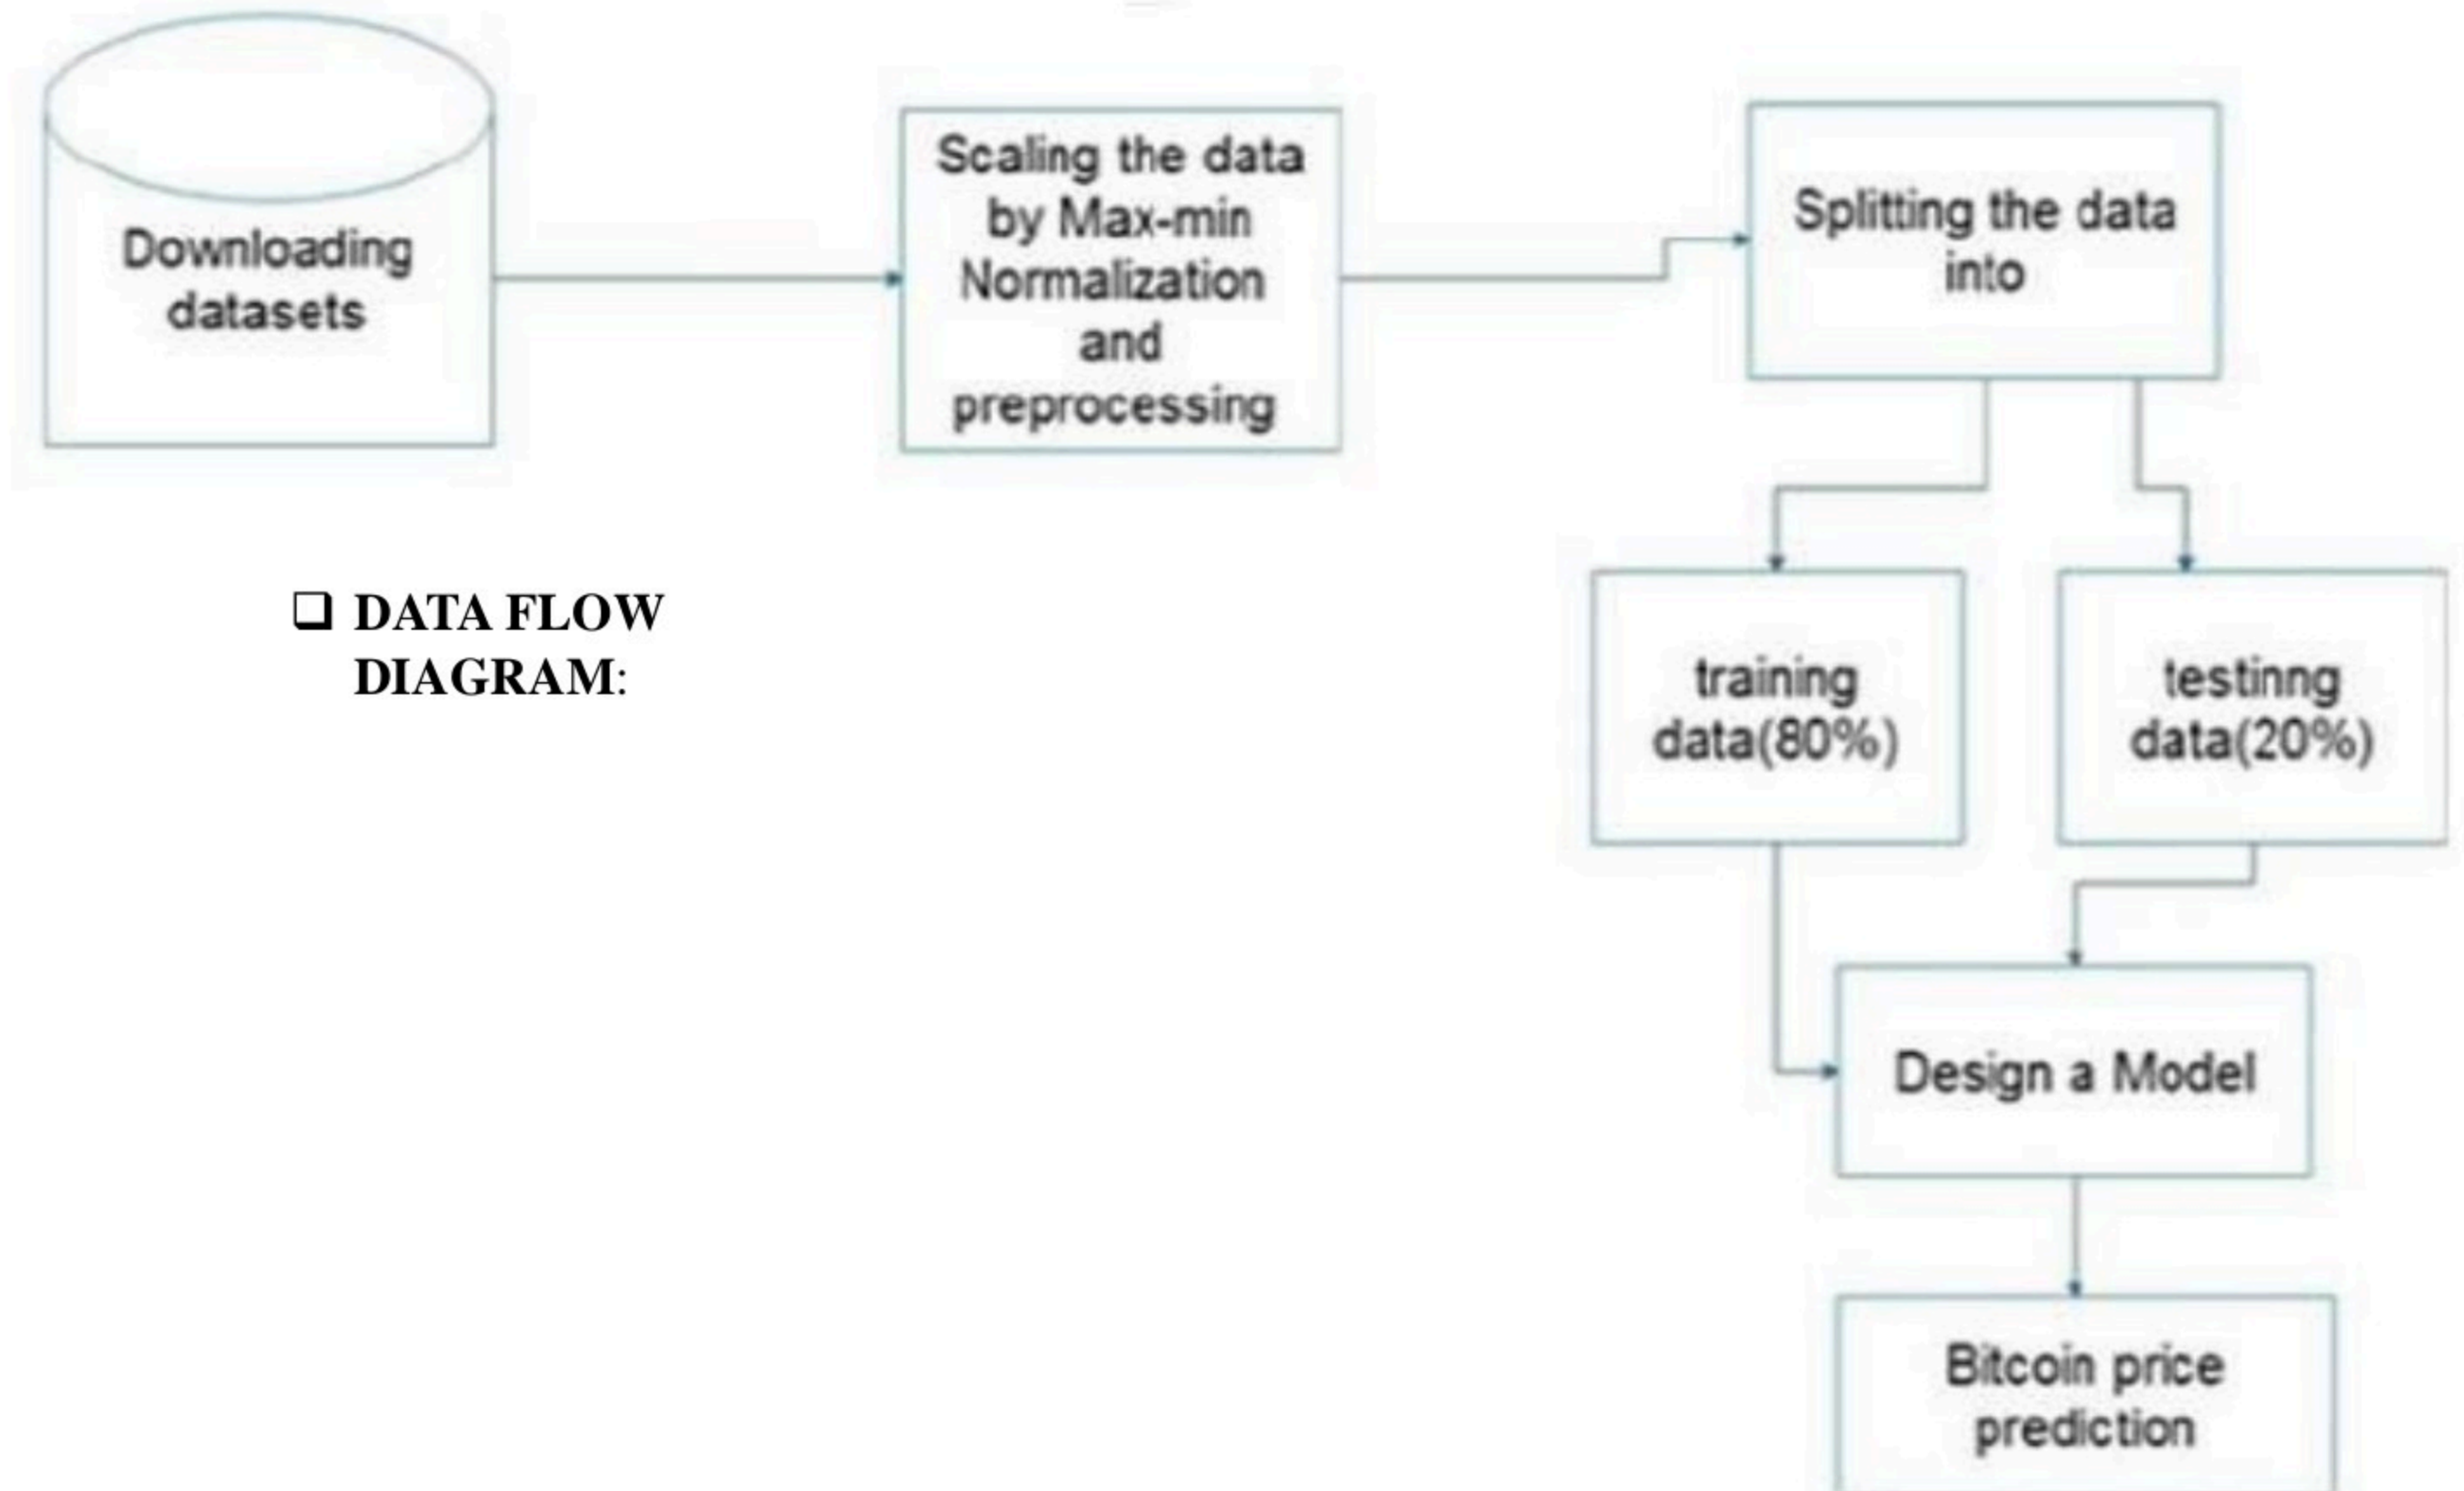 Downloading
datasets
Scaling the data
by Max-min
Normalization
and
preprocessing
Splitting the data
into
❑ DATA FLOW
DIAGRAM:
training
data(80%)
testinng
data(20%)
Design a Model
Bitcoin price
prediction